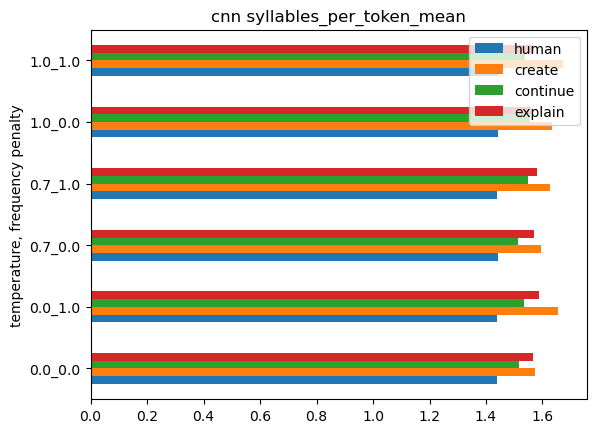 cnn syllables_per_token_mean
human
create
continue
explain
temperature, frequency penalty
1.0_1.0
1.0_0.0
0.7_1.0
0.7_0.0
0.0_1.0
0.0_0.0
0.0 0.2 0.4 0.6 0.8 1.0 1.2 1.4 1.6